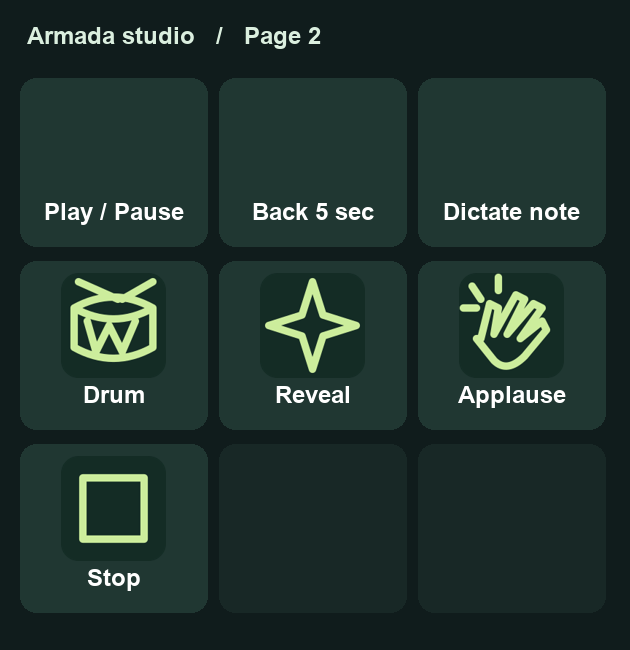 Armada studio / Page 2
Play / Pause
Back 5 sec
Dictate note
Drum
Reveal
Applause
Stop